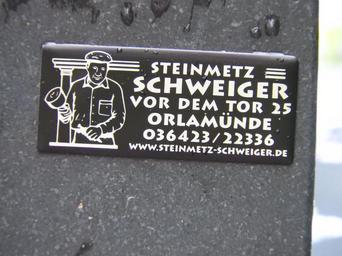 STEINMETZ
SCHWEIGER
VOR DEM TOR 25
ORLAMÜNDE
036423/22336
WWW.STEINMETZ-SCHWEIGER.DE